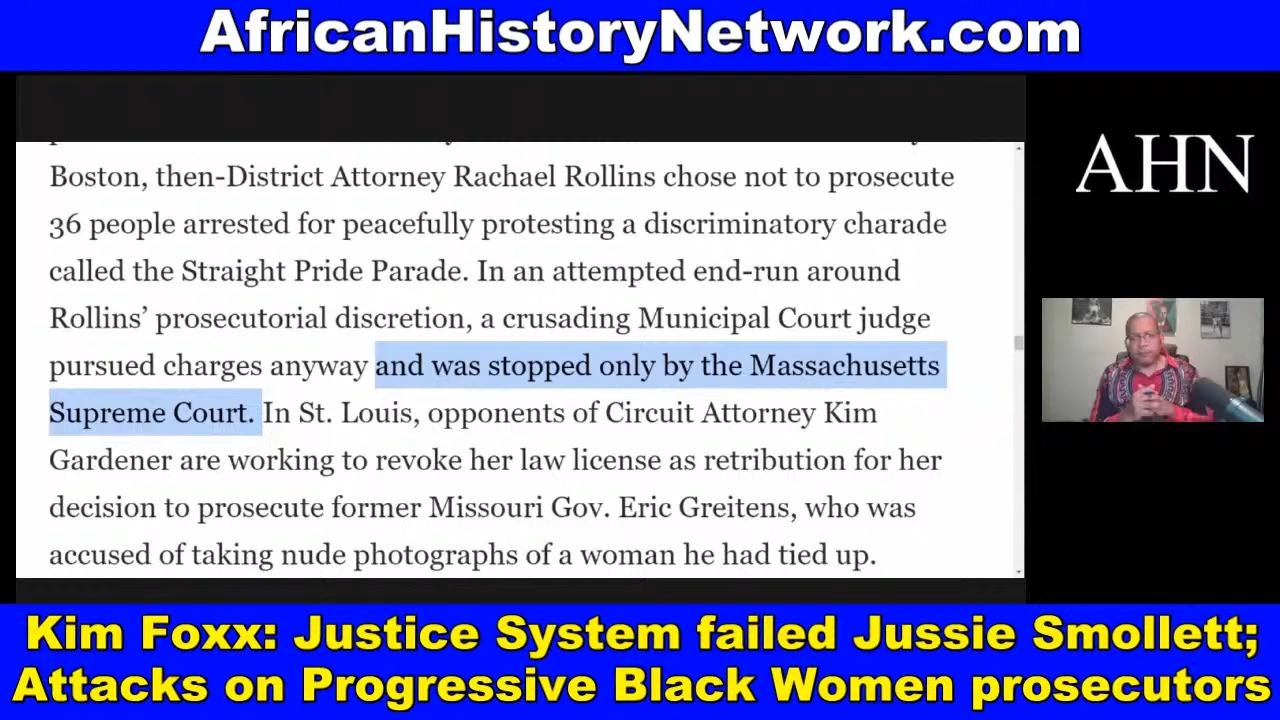 AfricanHistoryNetwork.com
AHN
Boston, then-District Attorney Rachael Rollins chose not to prosecute
36 people arrested for peacefully protesting a discriminatory charade
called the Straight Pride Parade. In an attempted end-run around
Rollins’ prosecutorial discretion, a crusading Municipal Court judge
pursued charges anyway and was stopped only by the Massachusetts
Supreme Court. In St. Louis, opponents of Circuit Attorney Kim
Gardener are working to revoke her law license as retribution for her
decision to prosecute former Missouri Gov. Eric Greitens, who was
accused of taking nude photographs of a woman he had tied up.
Kim Foxx: Justice System failed Jussie Smollett;
Attacks on Progressive Black Women prosecutors